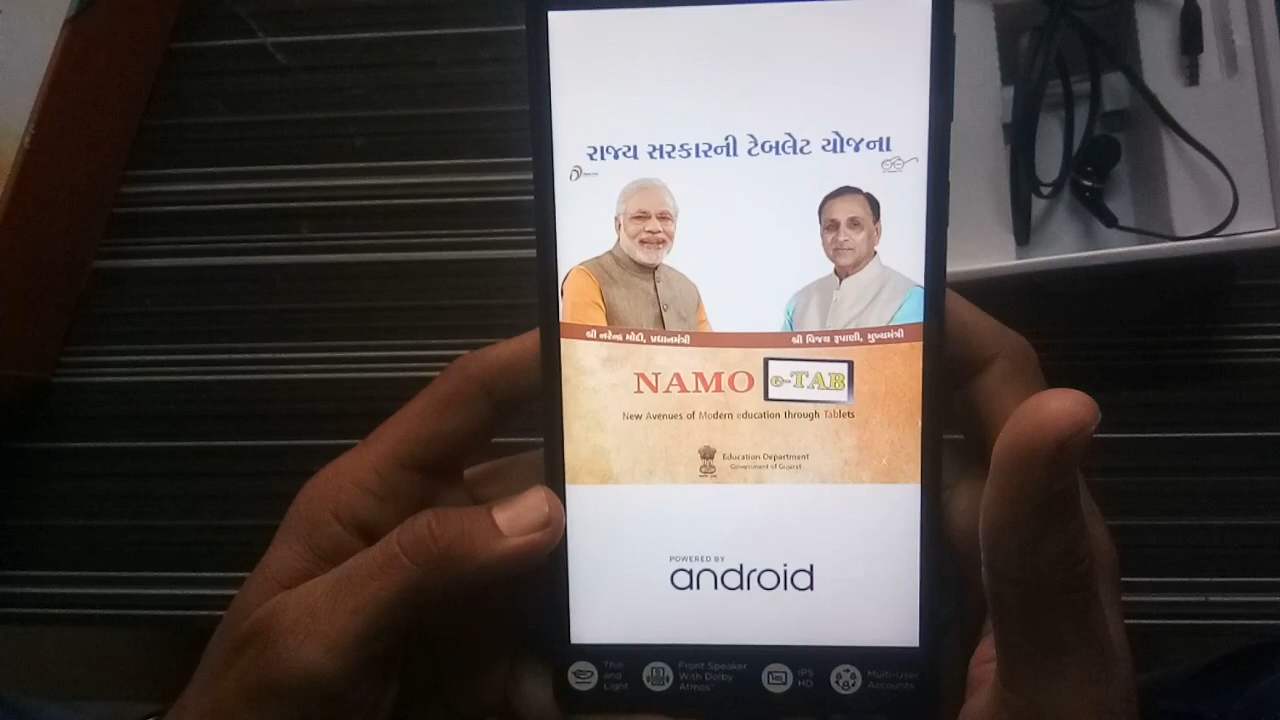 રાજ્ય સરકારની ટેબલેટ યોજના
શ્રી નરેન્દ્ર મોદી, પ્રધાનમંત્રી
શ્રી વિજય રૂપાણી, મુખ્યમંત્રી
NAMO e-TAB
New Avenues of Modern education through Tablets
Education Department
Government of Gujarat
POWERED BY
android
Thin and Light
Front Speaker With Dolby Atmos
IPS HD
Multi-user Accounts